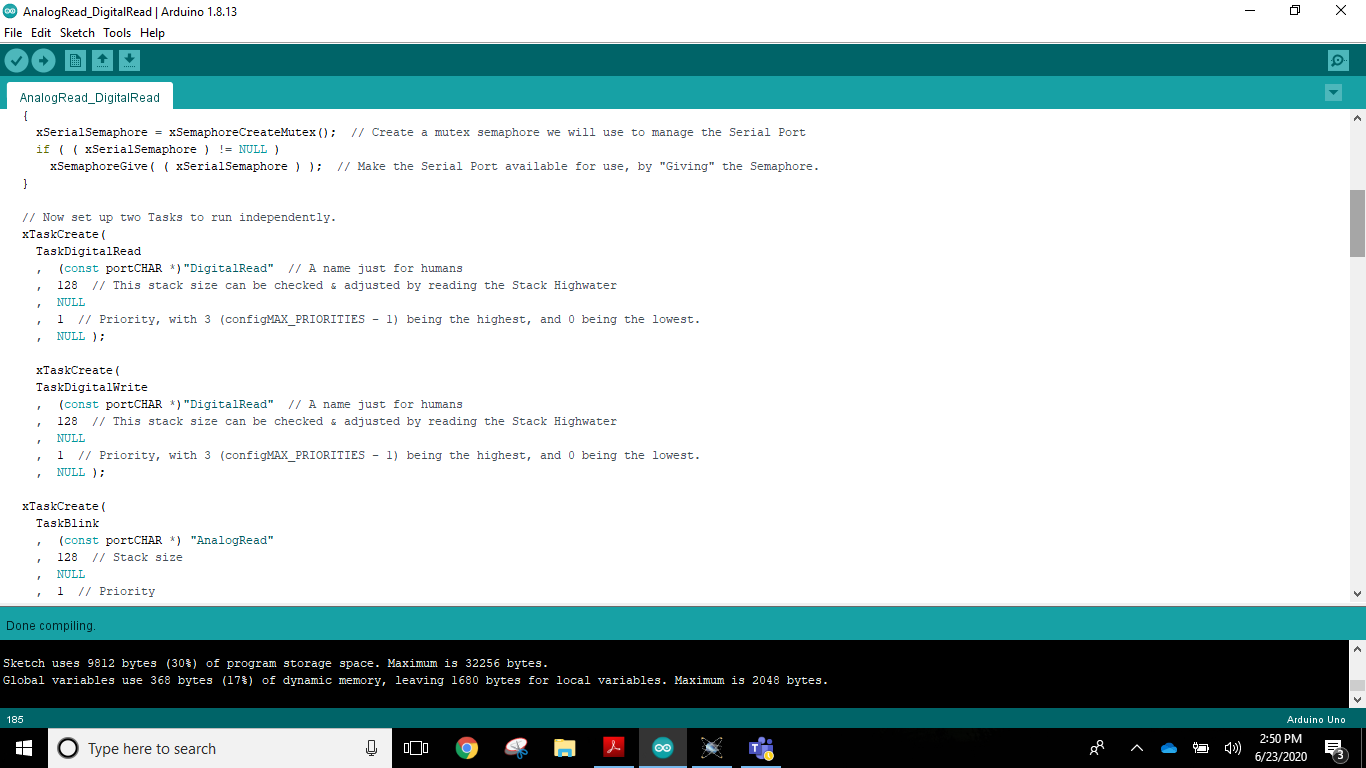 AnalogRead_DigitalRead | Arduino 1.8.13
File Edit Sketch Tools Help
AnalogRead_DigitalRead
{
xSerialSemaphore = xSemaphoreCreateMutex();  // Create a mutex semaphore we will use to manage the Serial Port
if ( ( xSerialSemaphore ) != NULL )
xSemaphoreGive( ( xSerialSemaphore ) );  // Make the Serial Port available for use, by "Giving" the Semaphore.
}
// Now set up two Tasks to run independently.
xTaskCreate(
TaskDigitalRead
,  (const portCHAR *)"DigitalRead"  // A name just for humans
,  128  // This stack size can be checked & adjusted by reading the Stack Highwater
,  NULL
,  1  // Priority, with 3 (configMAX_PRIORITIES - 1) being the highest, and 0 being the lowest.
,  NULL );
xTaskCreate(
TaskDigitalWrite
,  (const portCHAR *)"DigitalRead"  // A name just for humans
,  128  // This stack size can be checked & adjusted by reading the Stack Highwater
,  NULL
,  1  // Priority, with 3 (configMAX_PRIORITIES - 1) being the highest, and 0 being the lowest.
,  NULL );
xTaskCreate(
TaskBlink
,  (const portCHAR *) "AnalogRead"
,  128  // Stack size
,  NULL
,  1  // Priority
Done compiling.
Sketch uses 9812 bytes (30%) of program storage space. Maximum is 32256 bytes.
Global variables use 368 bytes (17%) of dynamic memory, leaving 1680 bytes for local variables. Maximum is 2048 bytes.
185
Arduino Uno
Type here to search
2:50 PM
6/23/2020
3